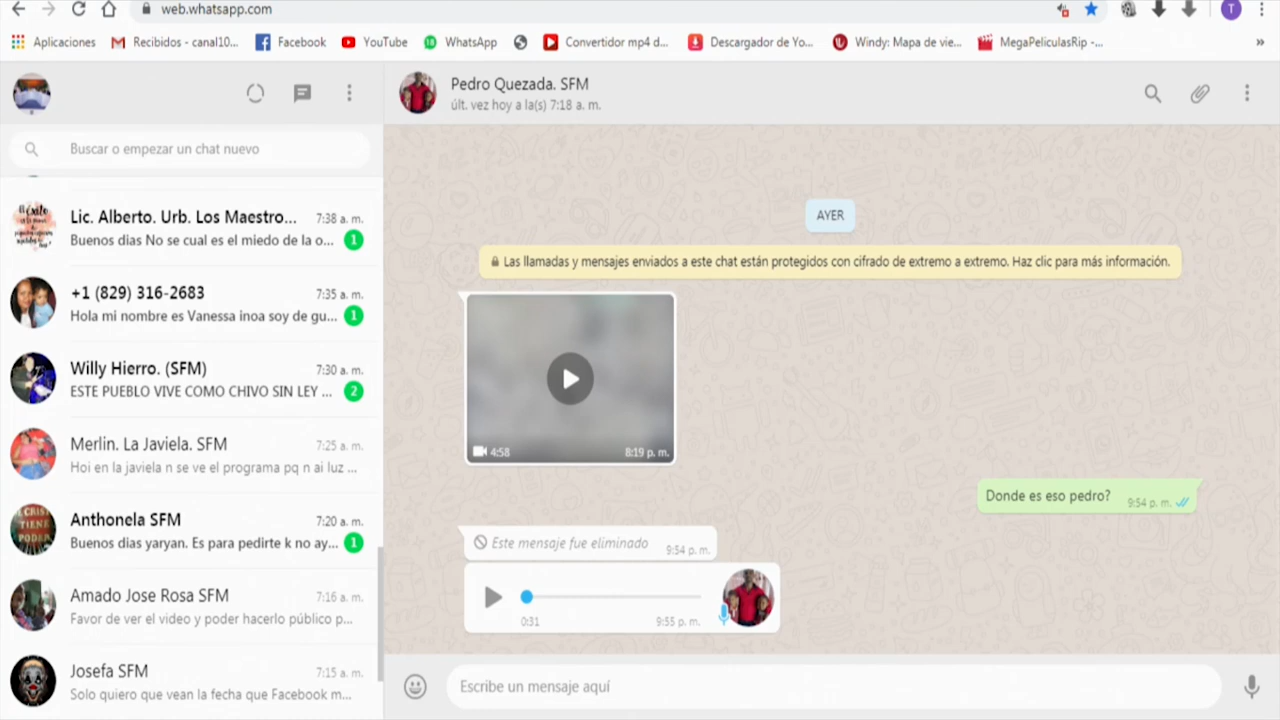 web.whatsapp.com
T
Aplicaciones
Recibidos - canal10...
Facebook
YouTube
WhatsApp
Convertidor mp4 d...
Descargador de Yo...
Windy: Mapa de vie...
MegaPeliculasRip -...
»
Buscar o empezar un chat nuevo
Lic. Alberto. Urb. Los Maestro...
7:38 a. m.
Buenos dias No se cual es el miedo de la o...
1
+1 (829) 316-2683
7:35 a. m.
Hola mi nombre es Vanessa inoa soy de gu...
1
Willy Hierro. (SFM)
7:30 a. m.
ESTE PUEBLO VIVE COMO CHIVO SIN LEY ...
2
Merlin. La Javiela. SFM
7:25 a. m.
Hoi en la javiela n se ve el programa pq n ai luz ...
Anthonela SFM
7:20 a. m.
Buenos dias yaryan. Es para pedirte k no ay...
1
Amado Jose Rosa SFM
7:16 a. m.
Favor de ver el video y poder hacerlo público p...
Josefa SFM
7:15 a. m.
Solo quiero que vean la fecha que Facebook m...
Pedro Quezada. SFM
últ. vez hoy a la(s) 7:18 a. m.
AYER
Las llamadas y mensajes enviados a este chat están protegidos con cifrado de extremo a extremo. Haz clic para más información.
4:58
8:19 p. m.
Donde es eso pedro?
9:54 p. m.
Este mensaje fue eliminado
9:54 p. m.
0:31
9:55 p. m.
Escribe un mensaje aquí